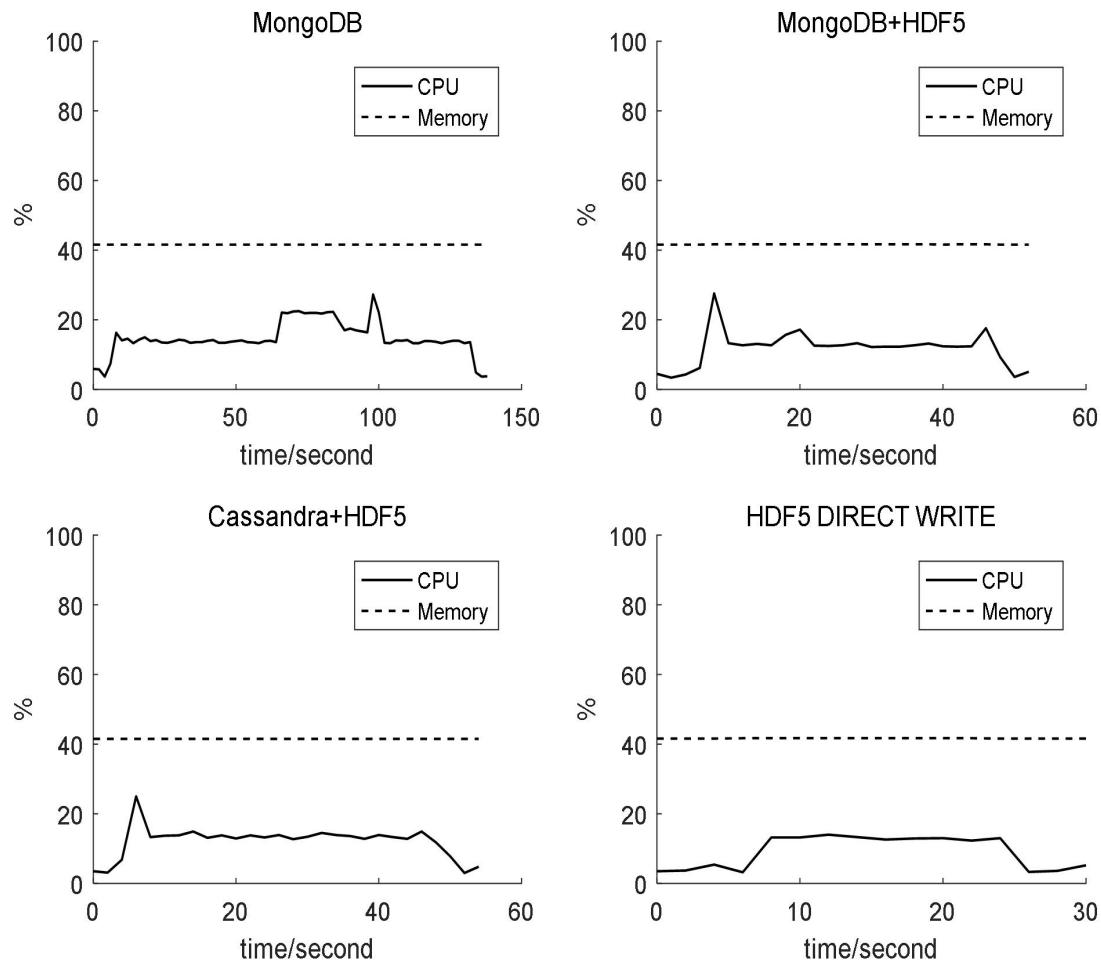 MongoDB
100
80
60
40
20
0
%
CPU
Memory
0 50 100 150
time/second
MongoDB+HDF5
100
80
60
40
20
0
%
CPU
Memory
0 20 40 60
time/second
Cassandra+HDF5
100
80
60
40
20
0
%
CPU
Memory
0 20 40 60
time/second
HDF5 DIRECT WRITE
100
80
60
40
20
0
%
CPU
Memory
0 10 20 30
time/second